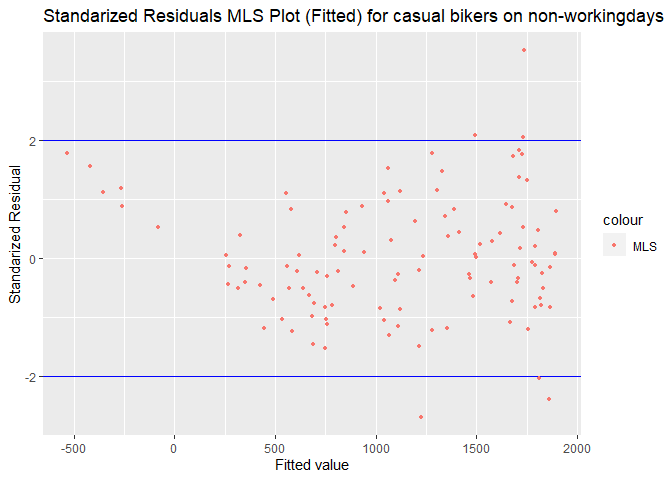 Standarized Residuals MLS Plot (Fitted) for casual bikers on non-workingdays
Standarized Residual
2
0
-2
-500
0
500
1000
1500
2000
Fitted value
colour
MLS